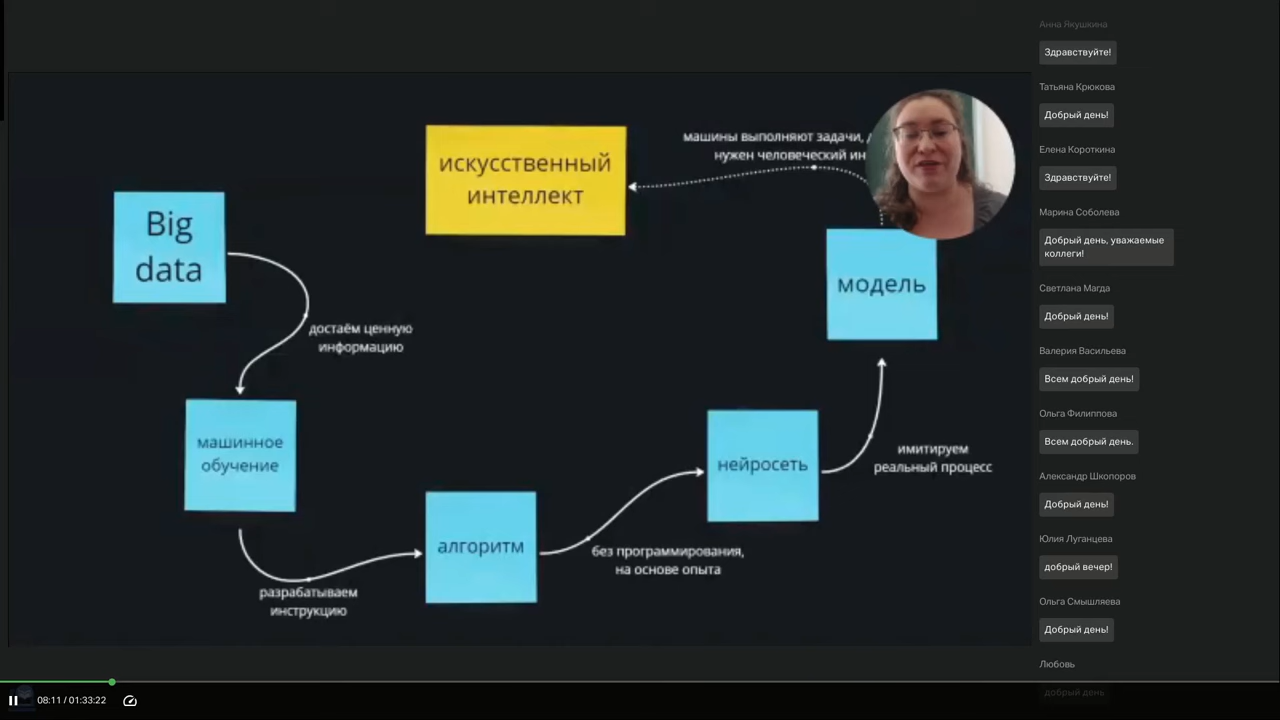 искусственный
интеллект
машины выполняют задачи,
нужен человеческий
Big
data
модель
достаём ценную
информацию
машинное
обучение
нейросеть
имитируем
реальный процесс
алгоритм
без программирования,
на основе опыта
разрабатываем
инструкцию
Анна Якушкина
Здравствуйте!
Татьяна Крюкова
Добрый день!
Елена Короткина
Здравствуйте!
Марина Соболева
Добрый день, уважаемые
коллеги!
Светлана Магда
Добрый день!
Валерия Васильева
Всем добрый день!
Ольга Филиппова
Всем добрый день.
Александр Шкопоров
Добрый день!
Юлия Луганцева
добрый вечер!
Ольга Смышляева
Добрый день!
Любовь
добрый день
08:11 / 01:33:22